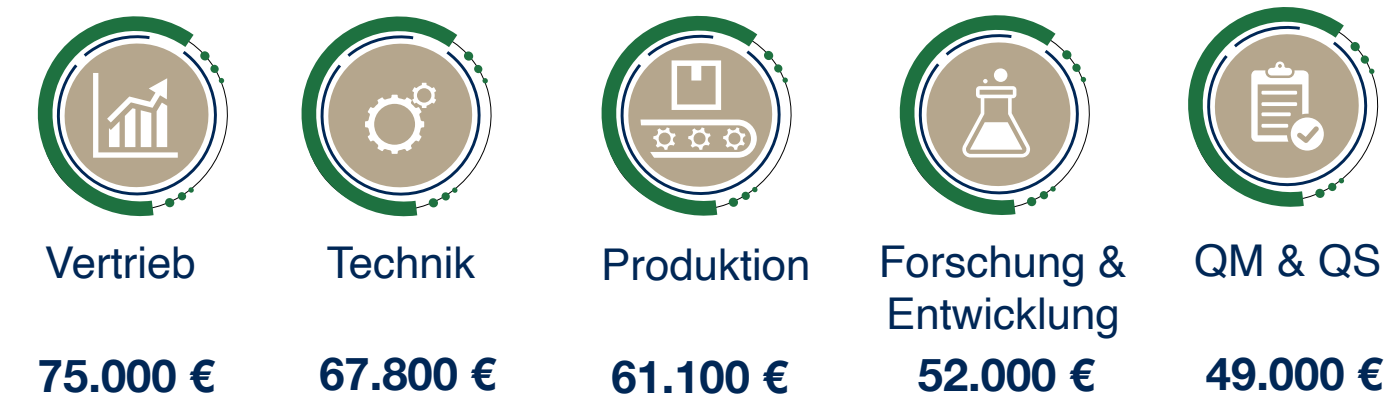 Vertrieb
75.000 €
Technik
67.800 €
Produktion
61.100 €
Forschung &
Entwicklung
52.000 €
QM & QS
49.000 €